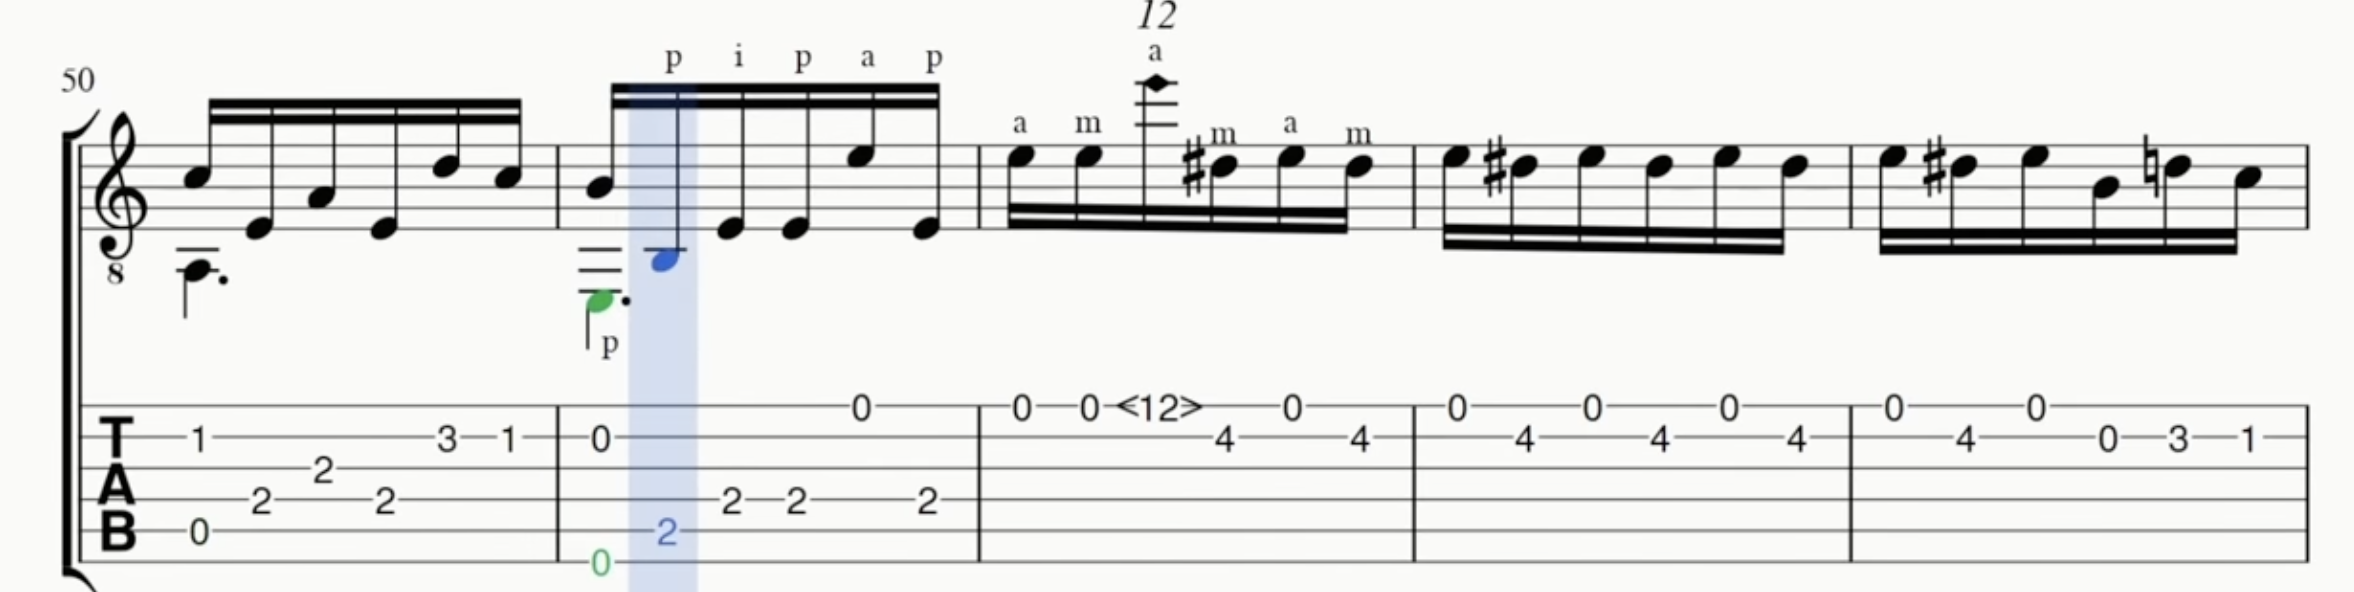 12
p i p a p a
50
a m m a m
8
p
0 0 0 <12> 0 0 0 0 0 0
T 1 3 1 0 4 4 4 4 4 4 0 3 1
2
A 2 2 2 2 2
B 0 2
0